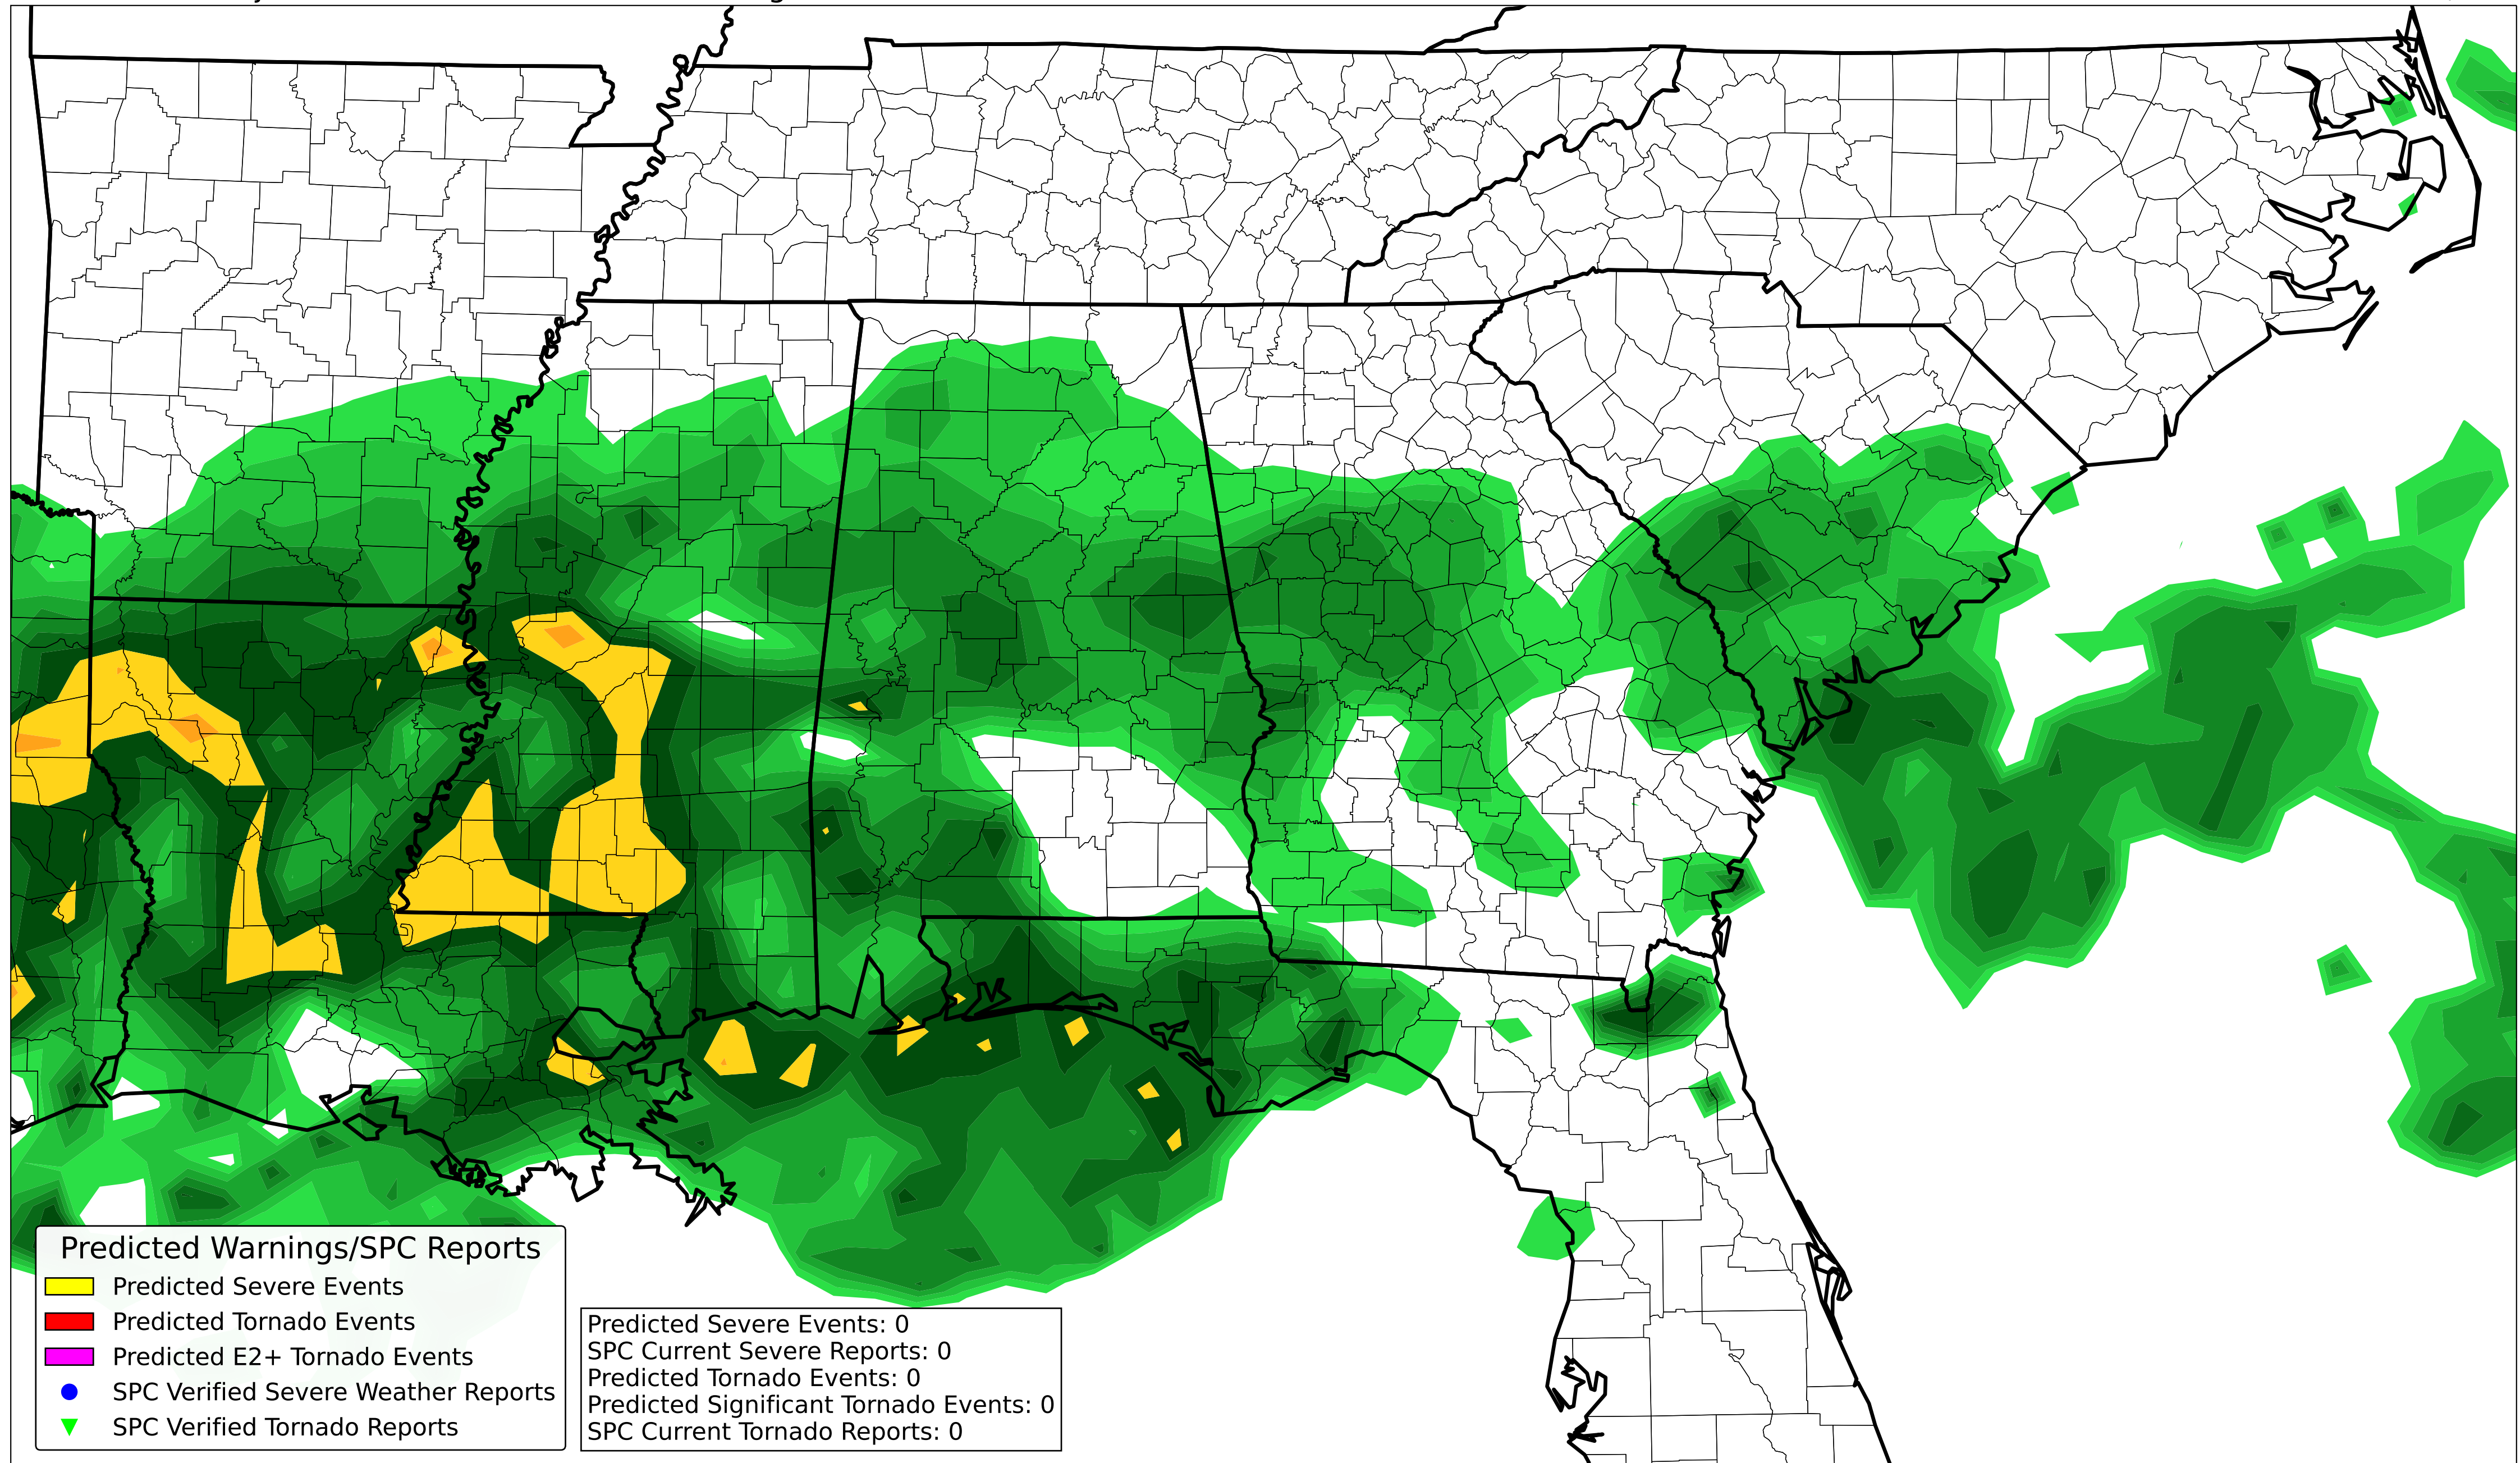 Predicted Warnings/SPC Reports
Predicted Severe Events
Predicted Tornado Events
Predicted E2+ Tornado Events
SPC Verified Severe Weather Reports
SPC Verified Tornado Reports
Predicted Severe Events: 0
SPC Current Severe Reports: 0
Predicted Tornado Events: 0
Predicted Significant Tornado Events: 0
SPC Current Tornado Reports: 0